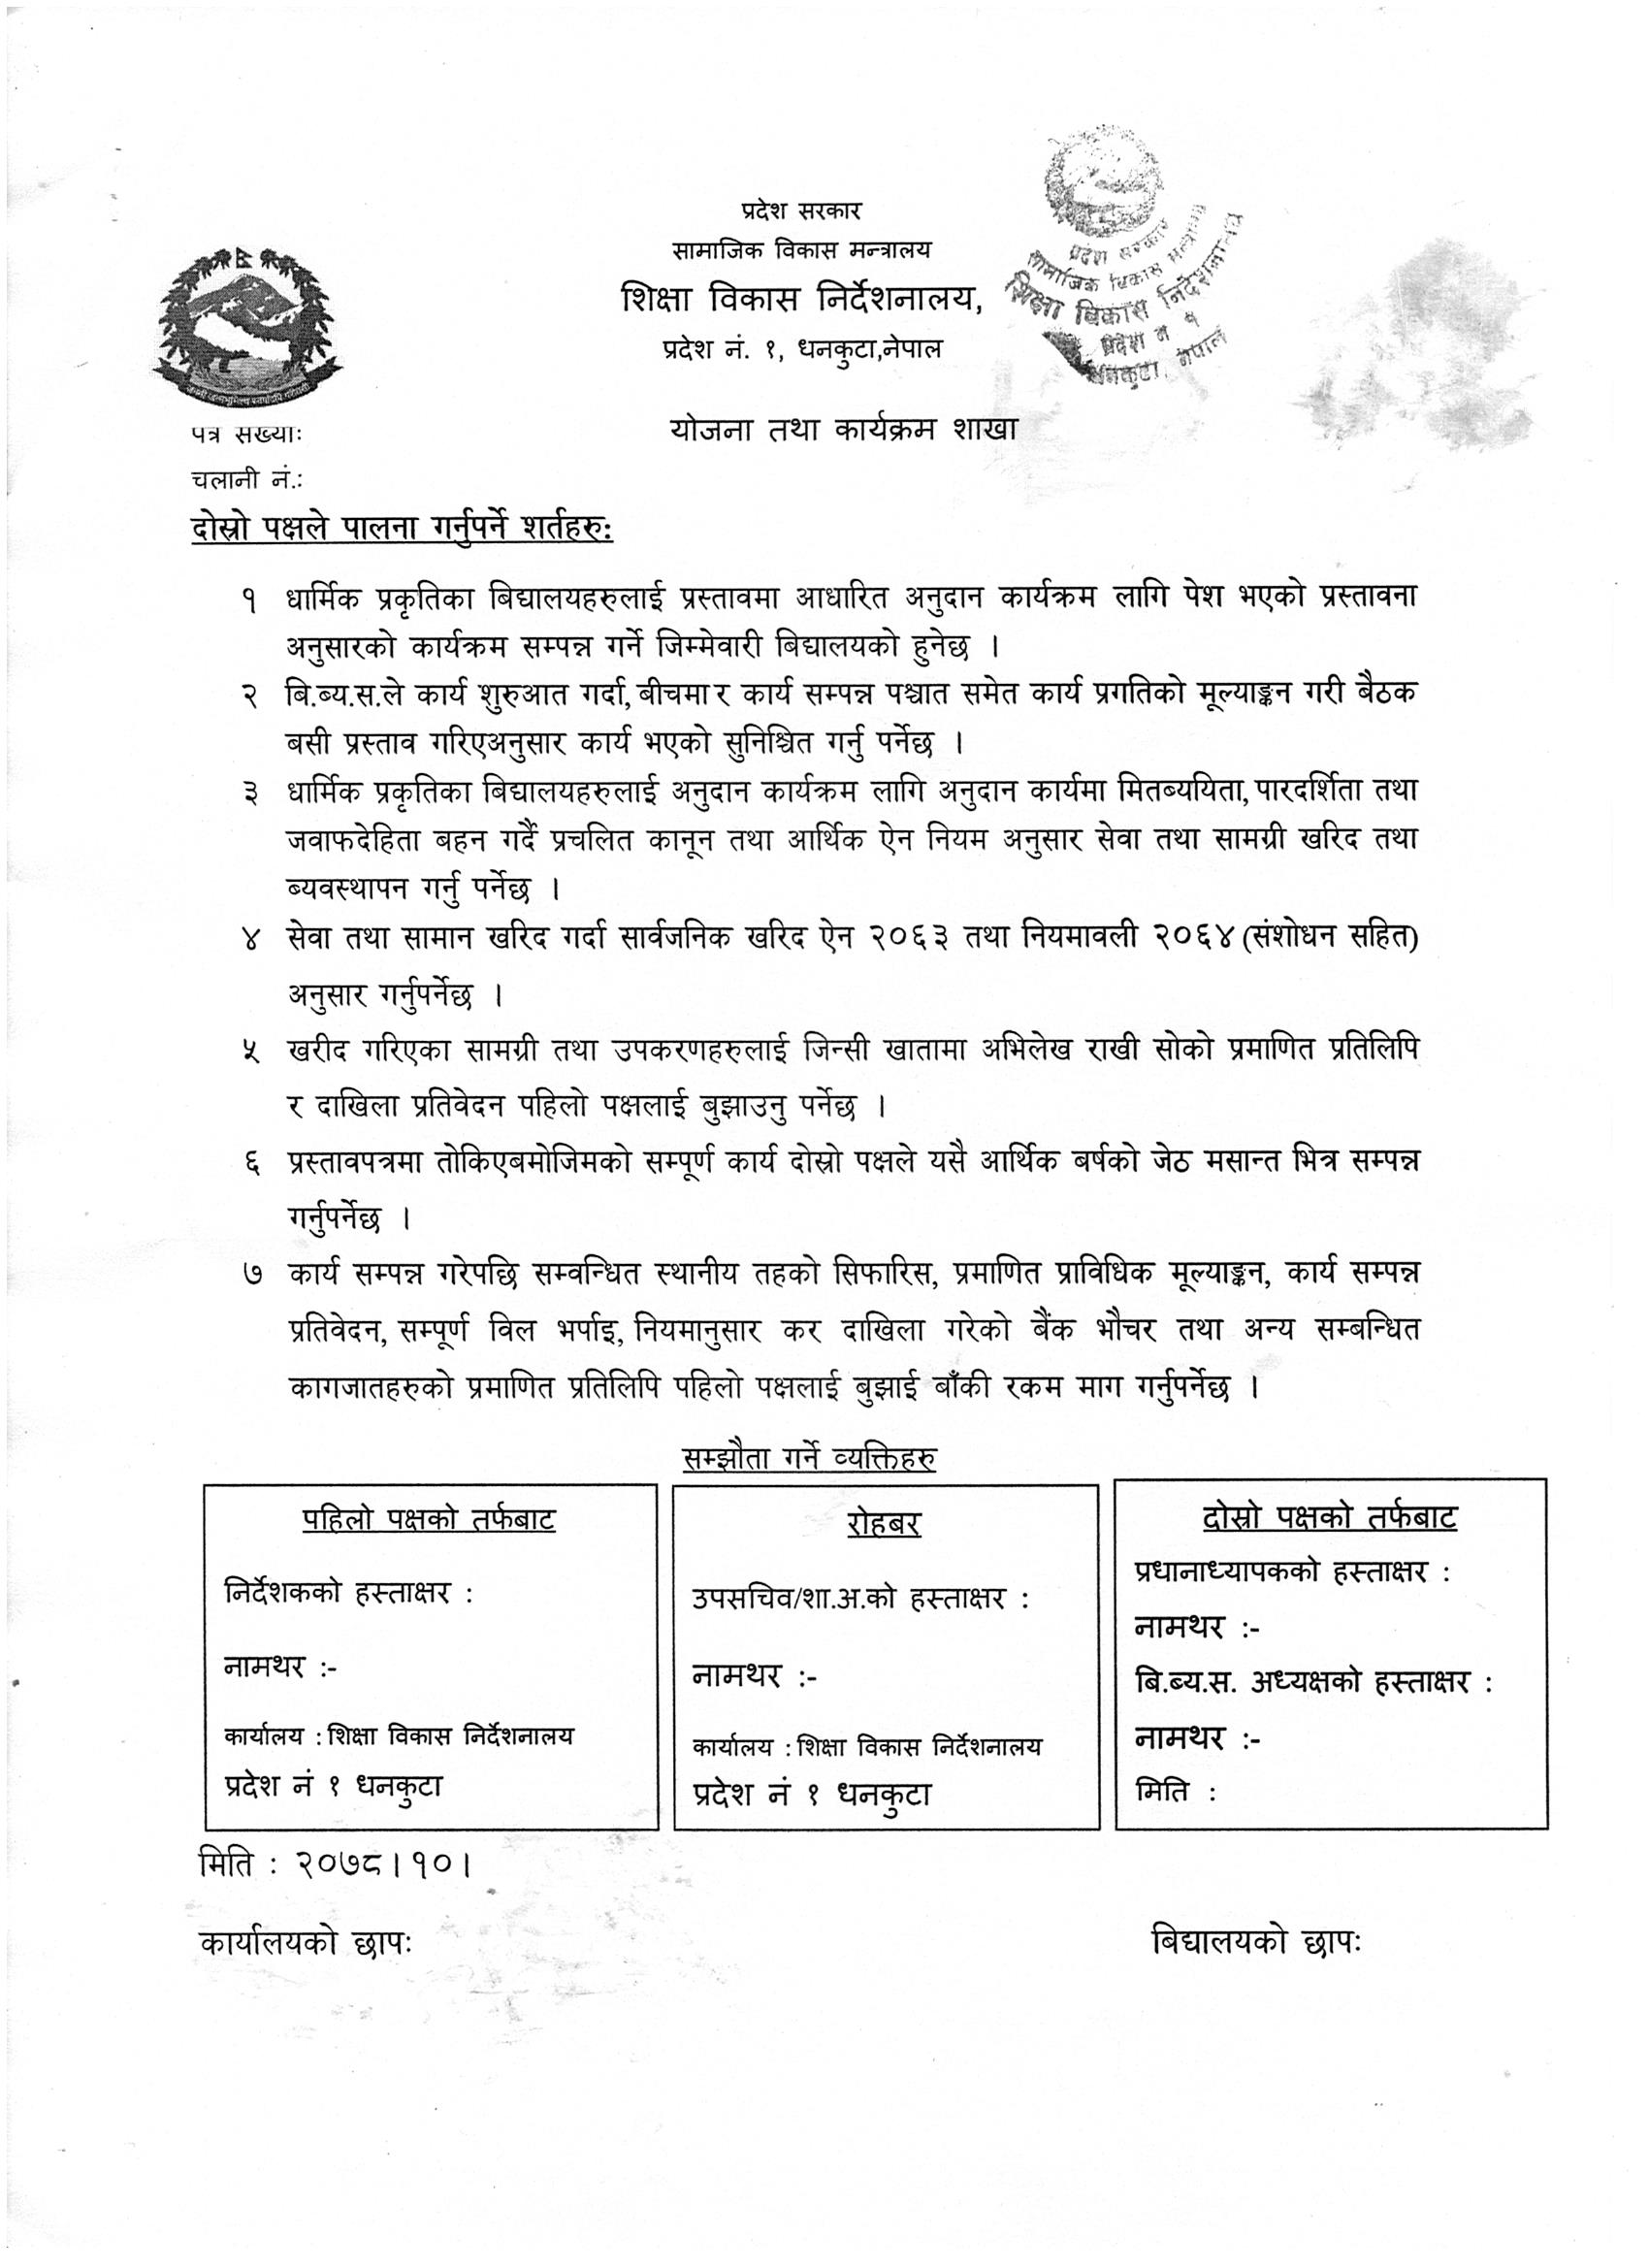 प्रदेश सरकार
सामाजिक विकास मन्त्रालय
शिक्षा विकास निर्देशनालय,
प्रदेश नं. १, धनकुटा,नेपाल
प्रदेश सरकार
सामाजिक विकास मन्त्रालय
शिक्षा विकास निर्देशनालय
प्रदेश नं १
धनकुटा, नेपाल
योजना तथा कार्यक्रम शाखा
पत्र सख्याः
चलानी नं.:
दोस्रो पक्षले पालना गर्नुपर्ने शर्तहरु:
१ धार्मिक प्रकृतिका बिद्यालयहरुलाई प्रस्तावमा आधारित अनुदान कार्यक्रम लागि पेश भएको प्रस्तावना
अनुसारको कार्यक्रम सम्पन्न गर्ने जिम्मेवारी बिद्यालयको हुनेछ ।
२ बि.ब्य.स.ले कार्य शुरुआत गर्दा, बीचमा र कार्य सम्पन्न पश्चात समेत कार्य प्रगतिको मूल्याङ्कन गरी बैठक
बसी प्रस्ताव गरिएअनुसार कार्य भएको सुनिश्चित गर्नु पर्नेछ ।
३ धार्मिक प्रकृतिका बिद्यालयहरुलाई अनुदान कार्यक्रम लागि अनुदान कार्यमा मितब्ययिता, पारदर्शिता तथा
जवाफदेहिता बहन गर्दै प्रचलित कानून तथा आर्थिक ऐन नियम अनुसार सेवा तथा सामग्री खरिद तथा
ब्यवस्थापन गर्नु पर्नेछ ।
४ सेवा तथा सामान खरिद गर्दा सार्वजनिक खरिद ऐन २०६३ तथा नियमावली २०६४ (संशोधन सहित)
अनुसार गर्नुपर्नेछ ।
५ खरीद गरिएका सामग्री तथा उपकरणहरुलाई जिन्सी खातामा अभिलेख राखी सोको प्रमाणित प्रतिलिपि
र दाखिला प्रतिवेदन पहिलो पक्षलाई बुझाउनु पर्नेछ ।
६ प्रस्तावपत्रमा तोकिएबमोजिमको सम्पूर्ण कार्य दोस्रो पक्षले यसै आर्थिक बर्षको जेठ मसान्त भित्र सम्पन्न
गर्नुपर्नेछ ।
७ कार्य सम्पन्न गरेपछि सम्वन्धित स्थानीय तहको सिफारिस, प्रमाणित प्राविधिक मूल्याङ्कन, कार्य सम्पन्न
प्रतिवेदन, सम्पूर्ण विल भर्पाइ, नियमानुसार कर दाखिला गरेको बैंक भौचर तथा अन्य सम्बन्धित
कागजातहरुको प्रमाणित प्रतिलिपि पहिलो पक्षलाई बुझाई बाँकी रकम माग गर्नुपर्नेछ ।
सम्झौता गर्ने व्यक्तिहरु
पहिलो पक्षको तर्फबाट
निर्देशकको हस्ताक्षर :
नामथर :-
कार्यालय : शिक्षा विकास निर्देशनालय
प्रदेश नं १ धनकुटा
रोहबर
उपसचिव/शा.अ.को हस्ताक्षर :
नामथर :-
कार्यालय : शिक्षा विकास निर्देशनालय
प्रदेश नं १ धनकुटा
दोस्रो पक्षको तर्फबाट
प्रधानाध्यापकको हस्ताक्षर :
नामथर :-
बि.ब्य.स. अध्यक्षको हस्ताक्षर :
नामथर :-
मिति :
मिति : २०७८।१०।
कार्यालयको छापः
बिद्यालयको छापः